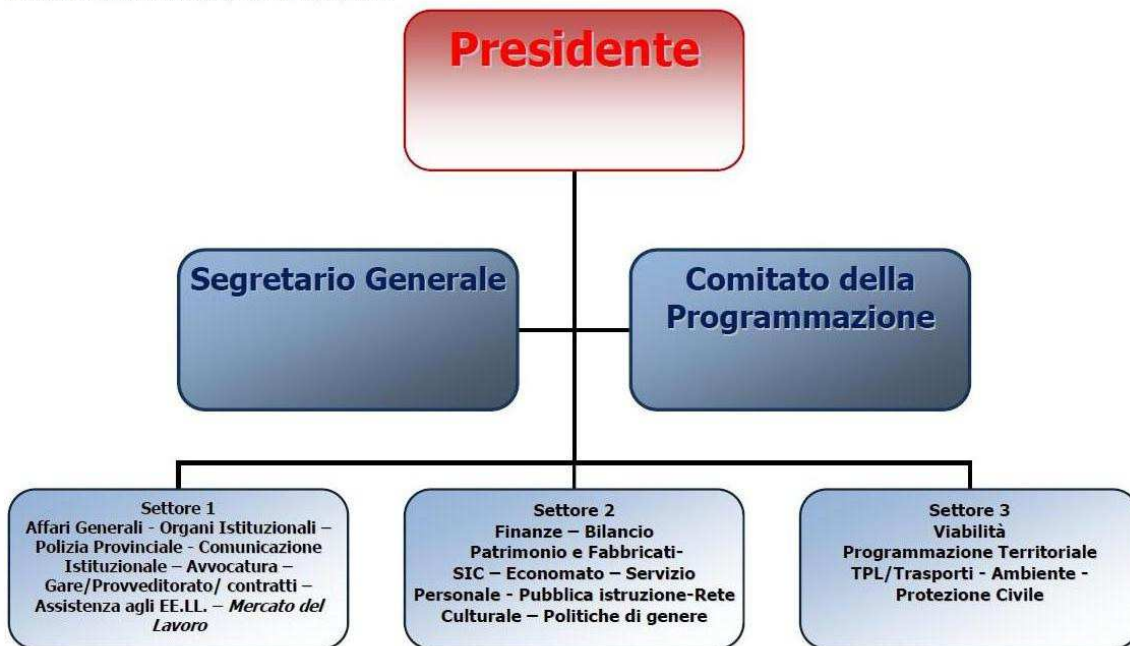 Presidente
Segretario Generale
Comitato della
Programmazione
Settore 1
Affari Generali - Organi Istituzionali –
Polizia Provinciale - Comunicazione
Istituzionale – Avvocatura –
Gare/Provveditorato/ contratti –
Assistenza agli EE.LL. – Mercato del
Lavoro
Settore 2
Finanze – Bilancio
Patrimonio e Fabbricati-
SIC – Economato – Servizio
Personale - Pubblica istruzione-Rete
Culturale – Politiche di genere
Settore 3
Viabilità
Programmazione Territoriale
TPL/Trasporti - Ambiente -
Protezione Civile